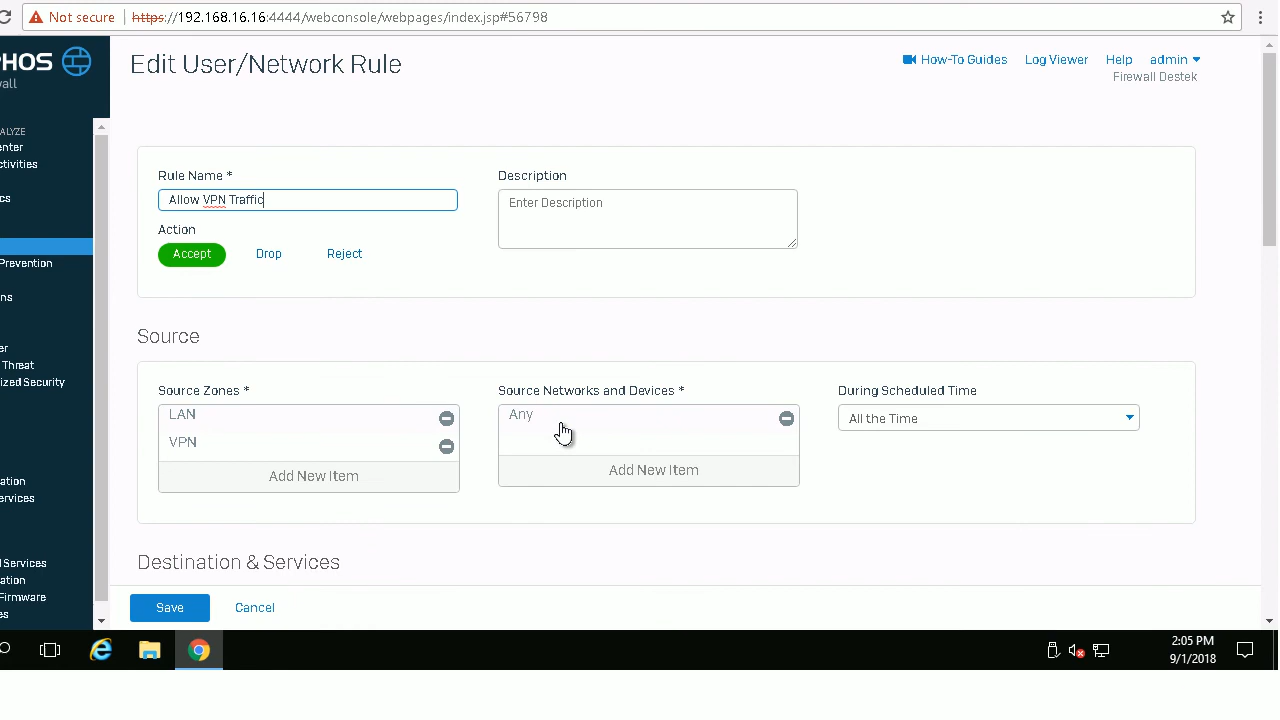 Not secure https://192.168.16.16:4444/webconsole/webpages/index.jsp#56798
PHOS
wall
Edit User/Network Rule
How-To Guides Log Viewer Help admin
Firewall Destek
ALYZE
enter
ctivities
cs
Prevention
ns
er
Threat
ized Security
ation
ervices
d Services
ation
Firmware
es
Rule Name *
Allow VPN Traffic
Description
Enter Description
Action
Accept Drop Reject
Source
Source Zones *
LAN
VPN
Add New Item
Source Networks and Devices *
Any
Add New Item
During Scheduled Time
All the Time
Destination & Services
Save Cancel
2:05 PM
9/1/2018